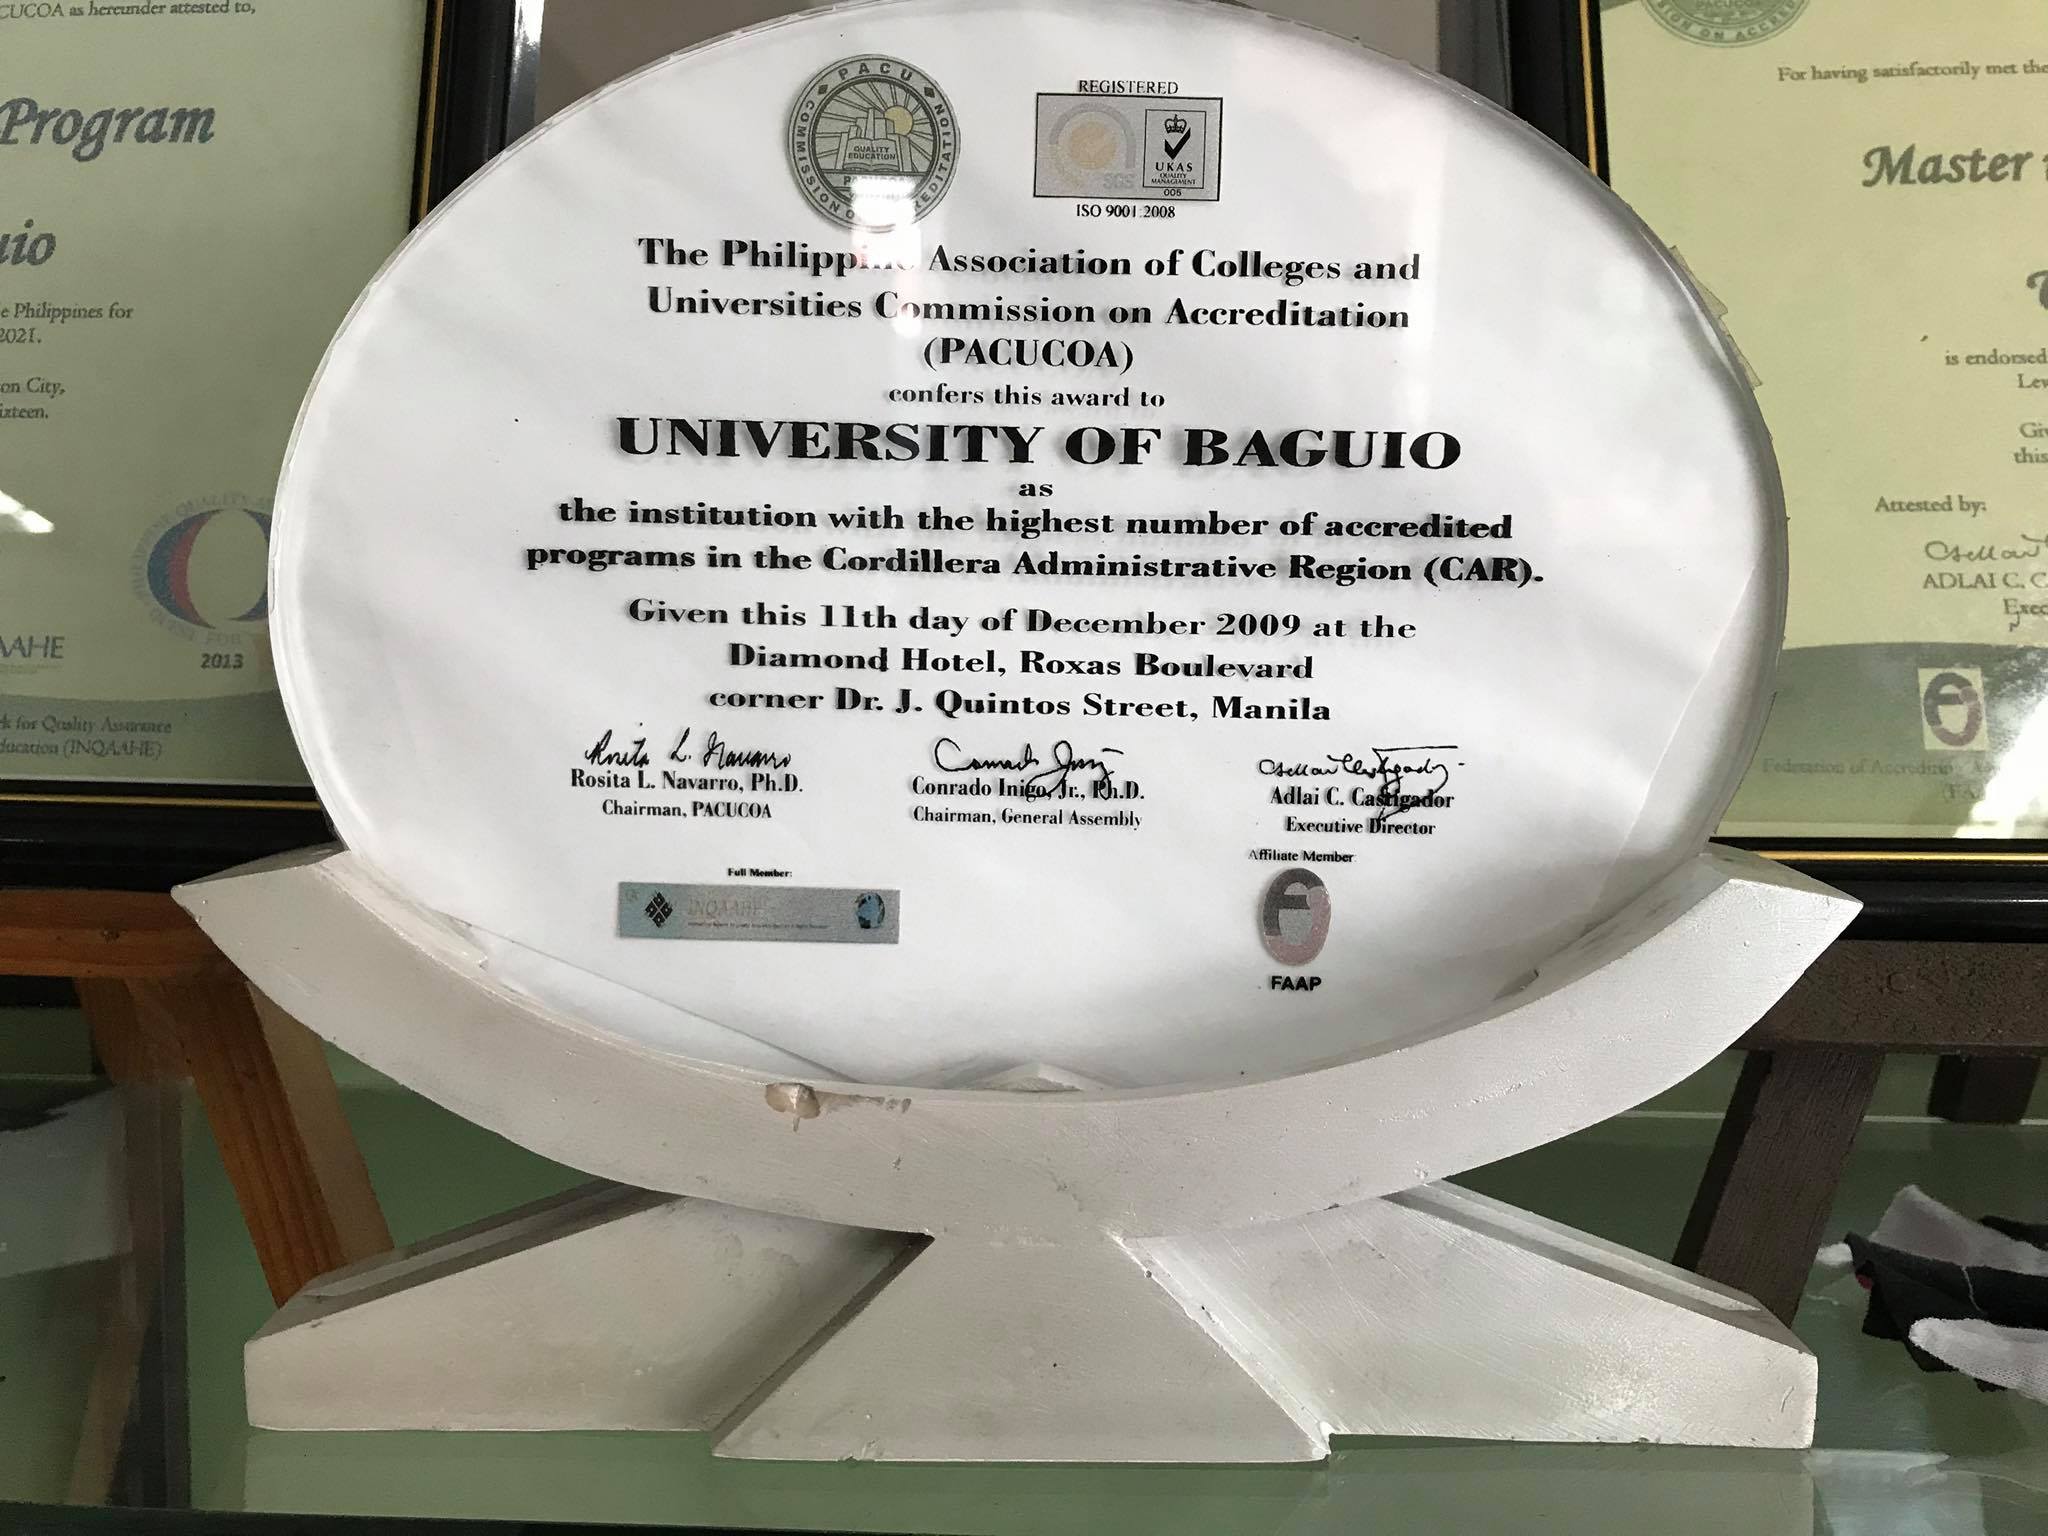 CUCOA as hereunder attested to,
Program
uio
e Philippines for
2021.
on City,
ixteen.
2013
AAHE
k for Quality Assurance
ducation (INQAAHE)
PACU
COMMISSION ACCREDITATION
QUALITY
EDUCATION
REGISTERED
SGS
UKAS
QUALITY
MANAGEMENT
005
ISO 9001:2008
The Philippine Association of Colleges and
Universities Commission on Accreditation
(PACUCOA)
confers this award to
UNIVERSITY OF BAGUIO
as
the institution with the highest number of accredited
programs in the Cordillera Administrative Region (CAR).
Given this 11th day of December 2009 at the
Diamond Hotel, Roxas Boulevard
corner Dr. J. Quintos Street, Manila
Rosita L. Navarro
Rosita L. Navarro, Ph.D.
Chairman, PACUCOA
Conrado Inigo, Jr., Ph.D.
Chairman, General Assembly
Adlai C. Castigador
Executive Director
Full Member:
INQAAHE
Affiliate Member
FAAP
PACUCOA
SION ON ACCRED
For having satisfactorily met the
Master
is endorsed
Lev
Giv
this
Attested by:
ADLAI C. C
Exec
Federation of Accrediting